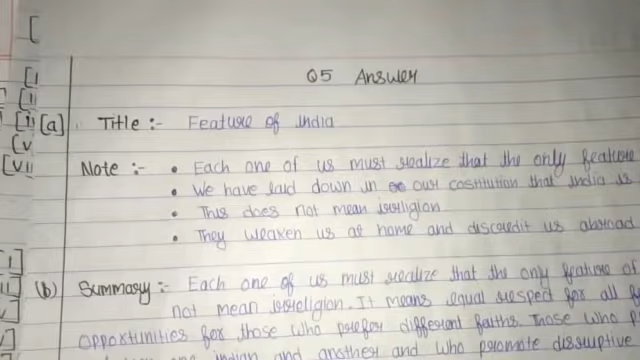 [
[i
[i
[i [a] Title :- Feature of india
[v
[vii Note :- • Each one of us must realize that the only feature
• We have laid down in our costitution that india is
• This does not mean isreligion
• They weaken us at home and discredit us abroad
Q5 Answer
(b) Summary :- Each one of us must realize that the only feature of
not mean irreligion. It means equal respect for all
opportunities for those who prefer different faiths. Those who
indian and another and who promote disruptive